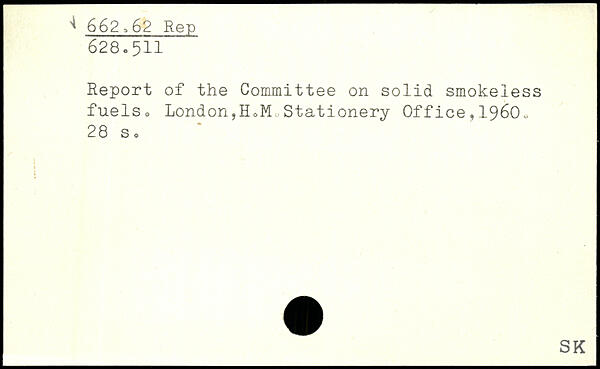 662.62 Rep
628.511
Report of the Committee on solid smokeless
fuels. London,H.M.Stationery Office,1960.
28 s.
SK